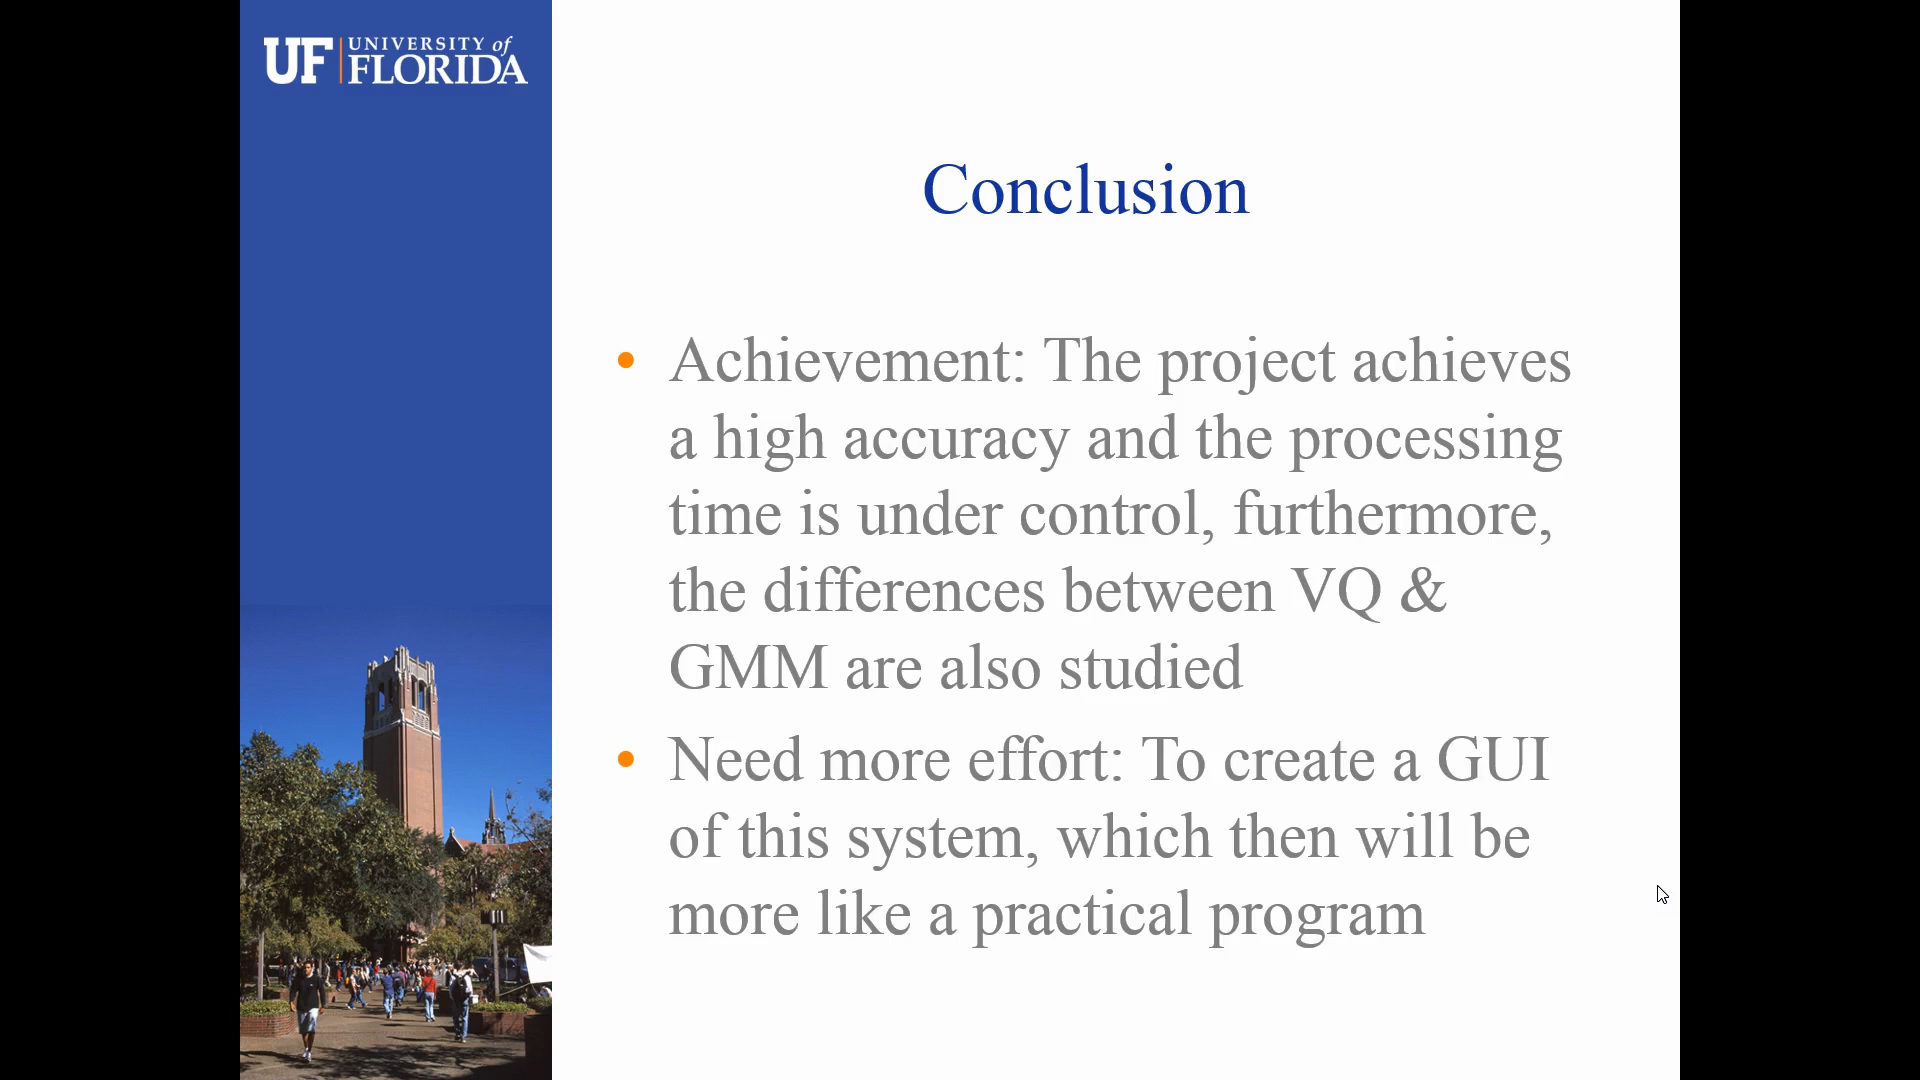 UF UNIVERSITY of
FLORIDA
Conclusion
• Achievement: The project achieves
a high accuracy and the processing
time is under control, furthermore,
the differences between VQ &
GMM are also studied
• Need more effort: To create a GUI
of this system, which then will be
more like a practical program